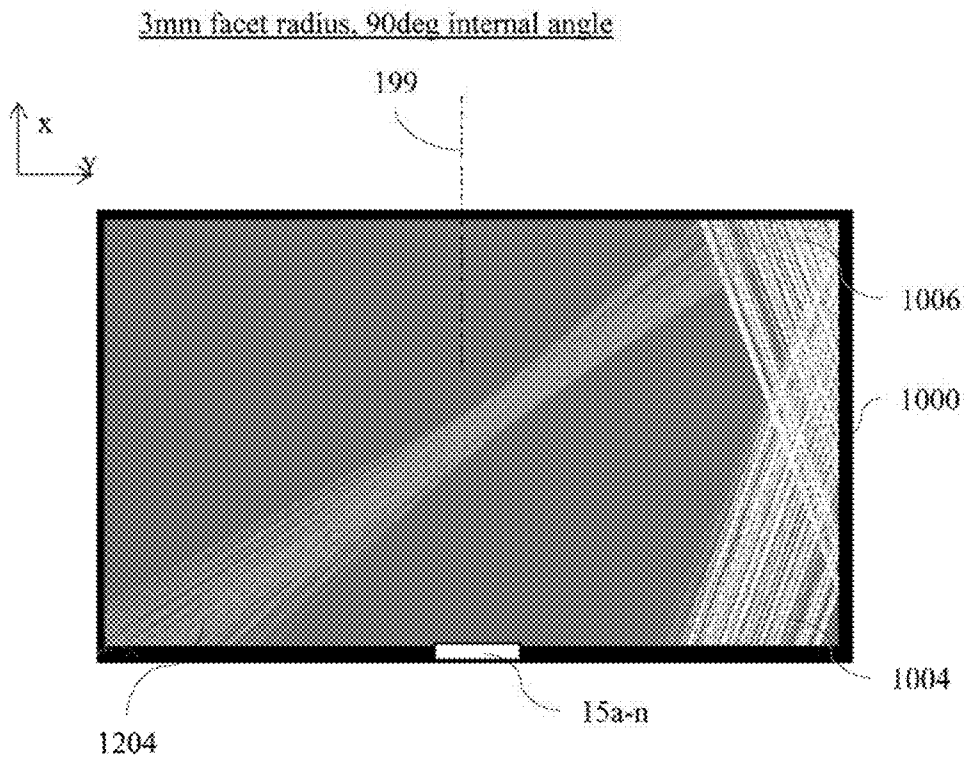 3mm facet radius, 90deg internal angle
199
x
y
1006
1000
1004
15a-n
1204